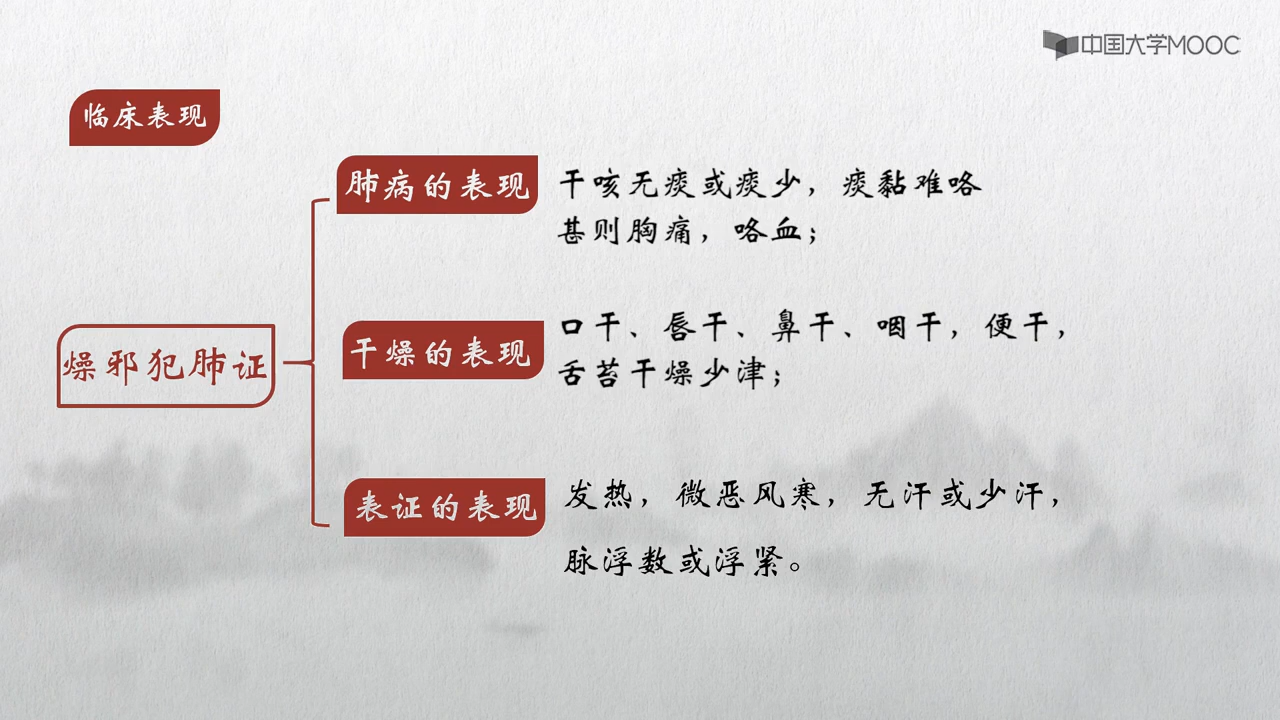 中国大学MOOC
临床表现
肺病的表现
干咳无痰或痰少，痰黏难咯
甚则胸痛，咯血；
燥邪犯肺证
干燥的表现
口干、唇干、鼻干、咽干，便干，
舌苔干燥少津；
表证的表现
发热，微恶风寒，无汗或少汗，
脉浮数或浮紧。